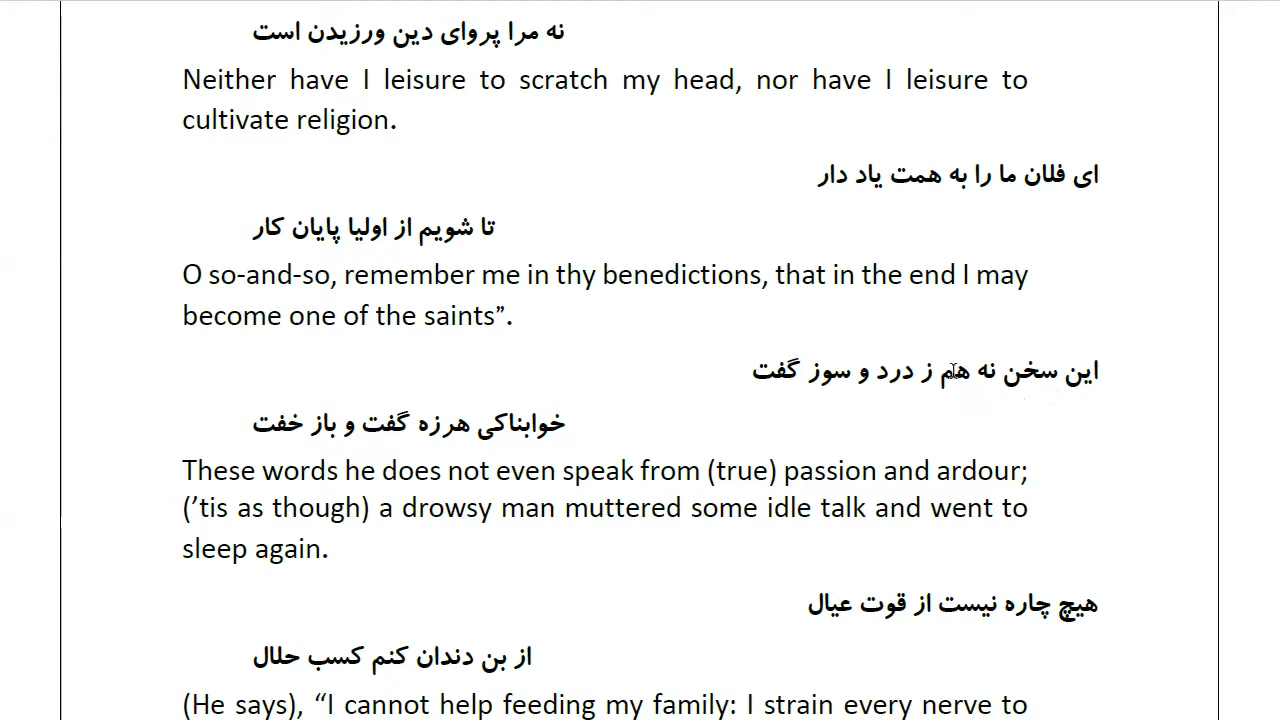 نه مرا پروای دین ورزیدن است
Neither have I leisure to scratch my head, nor have I leisure to
cultivate religion.
ای فلان ما را به همت یاد دار
تا شویم از اولیا پایان کار
O so-and-so, remember me in thy benedictions, that in the end I may
become one of the saints”.
این سخن نه هم ز درد و سوز گفت
خوابناکی هرزه گفت و باز خفت
These words he does not even speak from (true) passion and ardour;
(’tis as though) a drowsy man muttered some idle talk and went to
sleep again.
هیچ چاره نیست از قوت عیال
از بن دندان کنم کسب حلال
(He says), “I cannot help feeding my family: I strain every nerve to